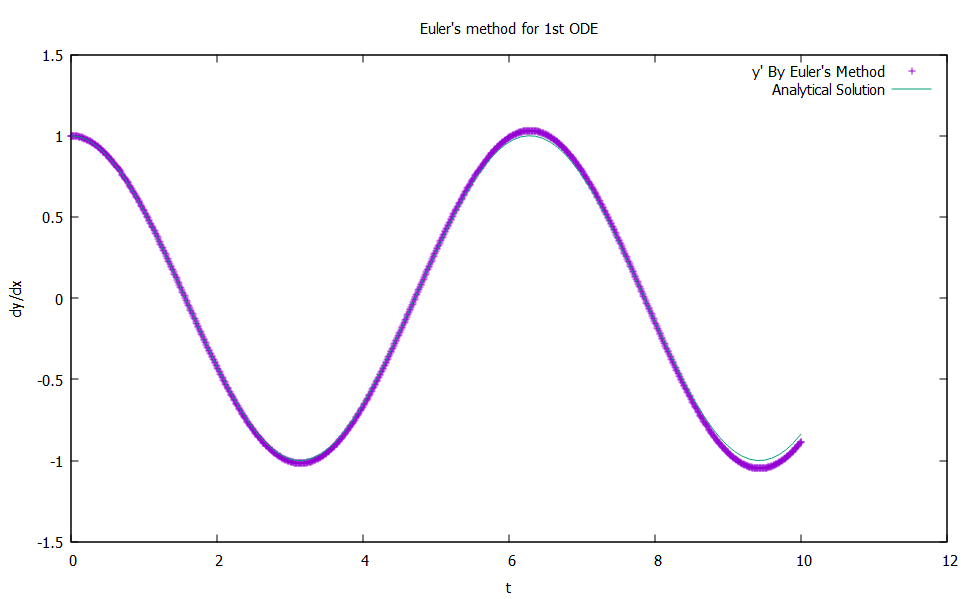 Euler's method for 1st ODE
y' By Euler's Method
Analytical Solution
1.5
1
0.5
0
-0.5
-1
-1.5
dy/dx
0 2 4 6 8 10 12
t